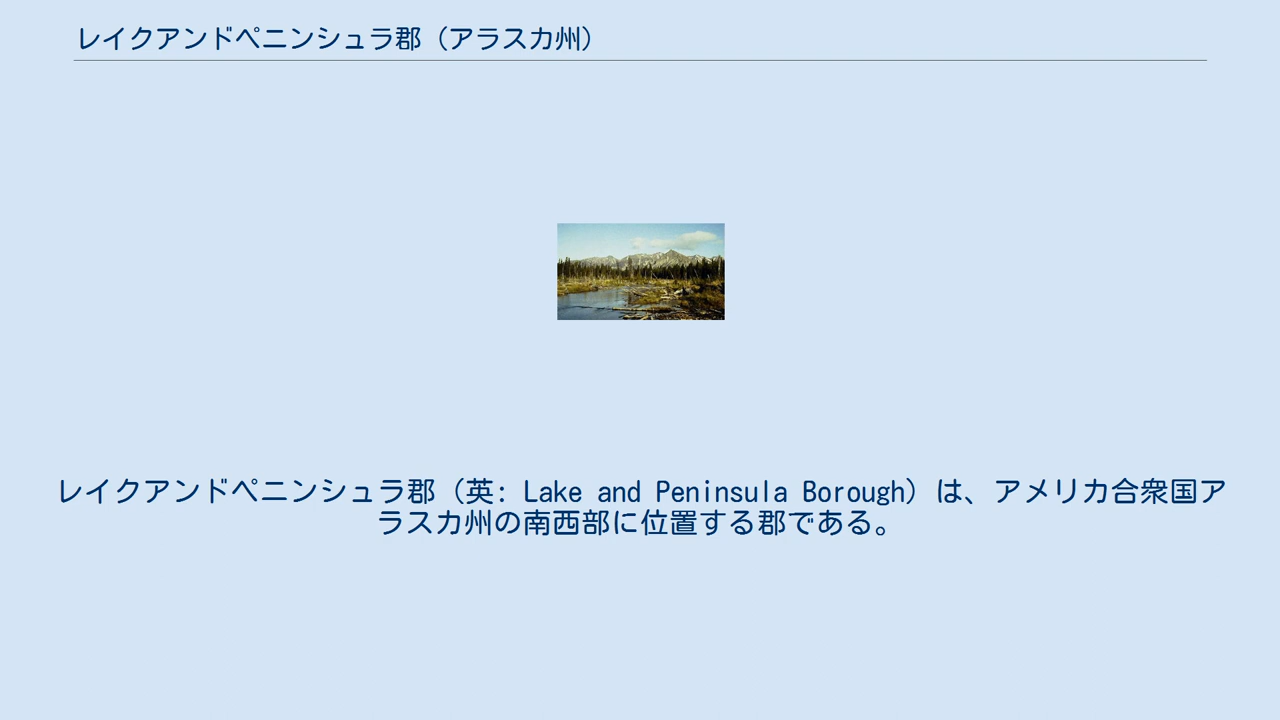 レイクアンドペニンシュラ郡（アラスカ州）
レイクアンドペニンシュラ郡（英: Lake and Peninsula Borough）は、アメリカ合衆国ア
ラスカ州の南西部に位置する郡である。